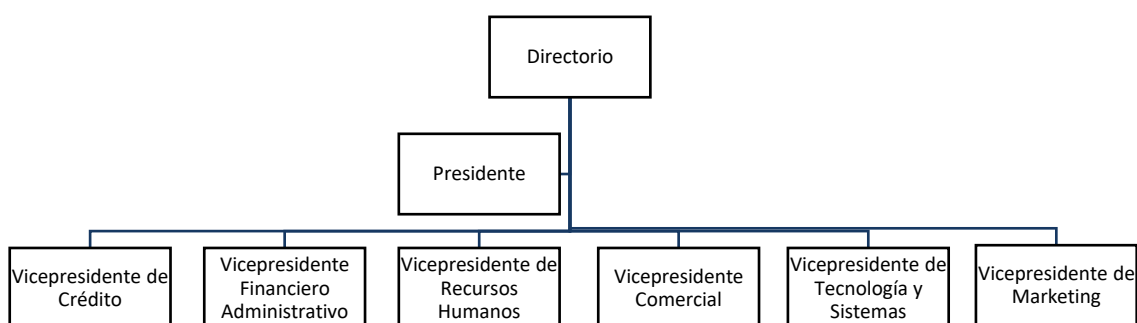 Directorio
Presidente
Vicepresidente de
Crédito
Vicepresidente
Financiero
Administrativo
Vicepresidente de
Recursos
Humanos
Vicepresidente
Comercial
Vicepresidente de
Tecnología y
Sistemas
Vicepresidente de
Marketing